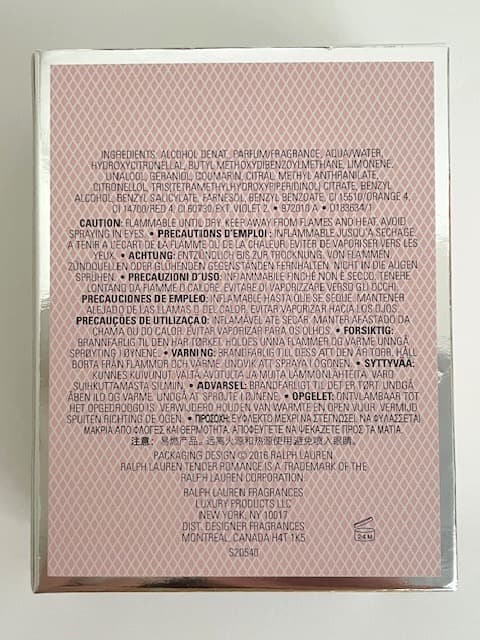 INGREDIENTS: ALCOHOL DENAT, PARFUM/FRAGRANCE, AQUA/WATER,
HYDROXYCITRONELLAL, BUTYL METHOXYDIBENZOYLMETHANE, LIMONENE,
LINALOOL, GERANIOL, COUMARIN, CITRAL, METHYL ANTHRANILATE,
CITRONELLOL, TRIS(TETRAMETHYLHYDROXYPIPERIDINOL) CITRATE, BENZYL
ALCOHOL, BENZYL SALICYLATE, FARNESOL, BENZYL BENZOATE, CI 15510/ORANGE 4,
CI 14700/RED 4, CI 60730/EXT. VIOLET 2. • 972010 A • D183634/1
CAUTION: FLAMMABLE UNTIL DRY. KEEP AWAY FROM FLAMES AND HEAT. AVOID
SPRAYING IN EYES. • PRECAUTIONS D'EMPLOI : INFLAMMABLE JUSQU'A SECHAGE.
A TENIR A L'ECART DE LA FLAMME OU DE LA CHALEUR. EVITER DE VAPORISER VERS LES
YEUX. • ACHTUNG: ENTZÜNDLICH BIS ZUR TROCKNUNG. VON FLAMMEN
ZÜNDQUELLEN ODER GLÜHENDEN GEGENSTÄNDEN FERNHALTEN. NICHT IN DIE AUGEN
SPRÜHEN. • PRECAUZIONI D'USO: INFIAMMABILE FINCHÉ NON È SECCO. TENERE
LONTANO DA FIAMME O CALORE. EVITARE DI VAPORIZZARE VERSO GLI OCCHI.
PRECAUCIONES DE EMPLEO: INFLAMABLE HASTA QUE SE SEQUE. MANTENER
ALEJADO DE LAS LLAMAS O DEL CALOR. EVITAR VAPORIZAR HACIA LOS OJOS.
PRECAUÇÕES DE UTILIZAÇÃO: INFLAMÁVEL ATÉ SECAR. MANTER AFASTADO DA
CHAMA OU DO CALOR. EVITAR VAPORIZAR PARA OS OLHOS. • FORSIKTIG:
BRANNFARLIG TIL DEN HAR TØRKET. HOLDES UNNA FLAMMER OG VARME UNNGÅ
SPRØYTING I ØYNENE. • VARNING: BRANDFARLIG TILL DESS ATT DEN ÄR TORR. HÅLL
BORTA FRÅN FLAMMOR OCH VÄRME. UNDVIK ATT SPRAYA I ÖGONEN. • SYTTYVÄÄ:
KUNNES KUIVUNUT. VÄLTÄ AVOTULTA JA MUITA LÄMMÖNLÄHTEITÄ. VARO
SUIHKUTTAMASTA SILMIIN. • ADVARSEL: BRANDFARLIGT TIL DET ER TØRT. UNDGÅ
ÅBEN ILD OG VARME. UNDGÅ AT SPRØJTE I ØJNENE. • OPGELET: ONTVLAMBAAR TOT
HET OPGEDROOGD IS. VERWIJDERD HOUDEN VAN WARMTE EN OPEN VUUR. VERMIJD
SPUITEN RICHTING DE OGEN. • ΠΡΟΣΟΧΗ: ΕΥΦΛΕΚΤΟ ΜΕΧΡΙ ΝΑ ΣΤΕΓΝΩΣΕΙ. ΝΑ ΦΥΛΑΣΣΕΤΑΙ
ΜΑΚΡΙΑ ΑΠΟ ΦΛΟΓΕΣ ΚΑΙ ΘΕΡΜΟΤΗΤΑ. ΑΠΟΦΕΥΓΕΤΕ ΝΑ ΨΕΚΑΖΕΤΕ ΠΡΟΣ ΤΑ ΜΑΤΙΑ.
注意: 易燃产品。远离火源和热源使用避免喷入眼睛。
PACKAGING DESIGN © 2016 RALPH LAUREN
RALPH LAUREN TENDER ROMANCE IS A TRADEMARK OF THE
RALPH LAUREN CORPORATION.
RALPH LAUREN FRAGRANCES
LUXURY PRODUCTS LLC
NEW YORK, NY 10017
DIST. DESIGNER FRAGRANCES
MONTREAL, CANADA H4T 1K5
S20540
24 M